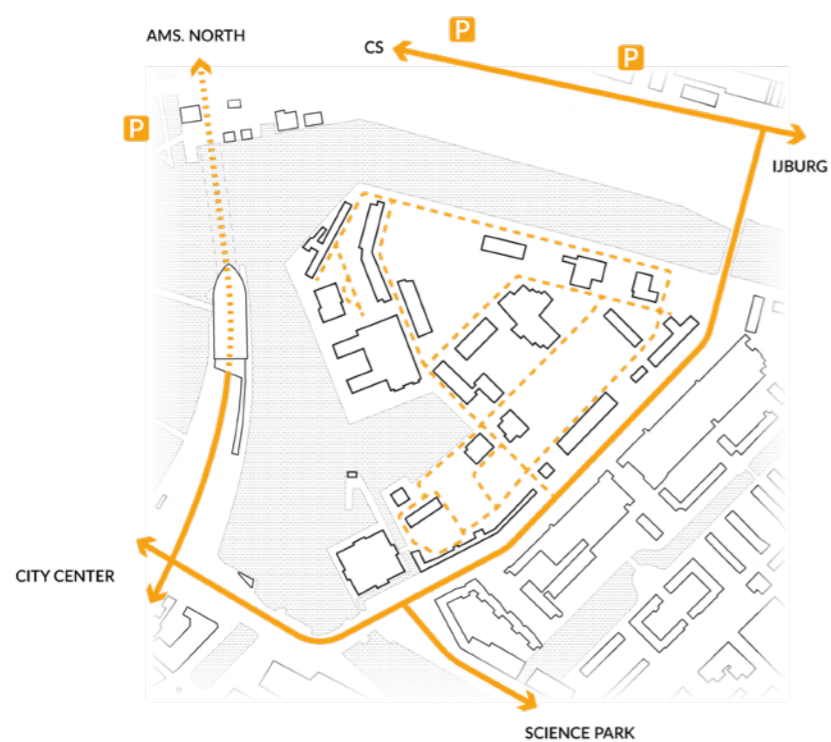 AMS. NORTH
CS
P
P
P
IJBURG
CITY CENTER
SCIENCE PARK